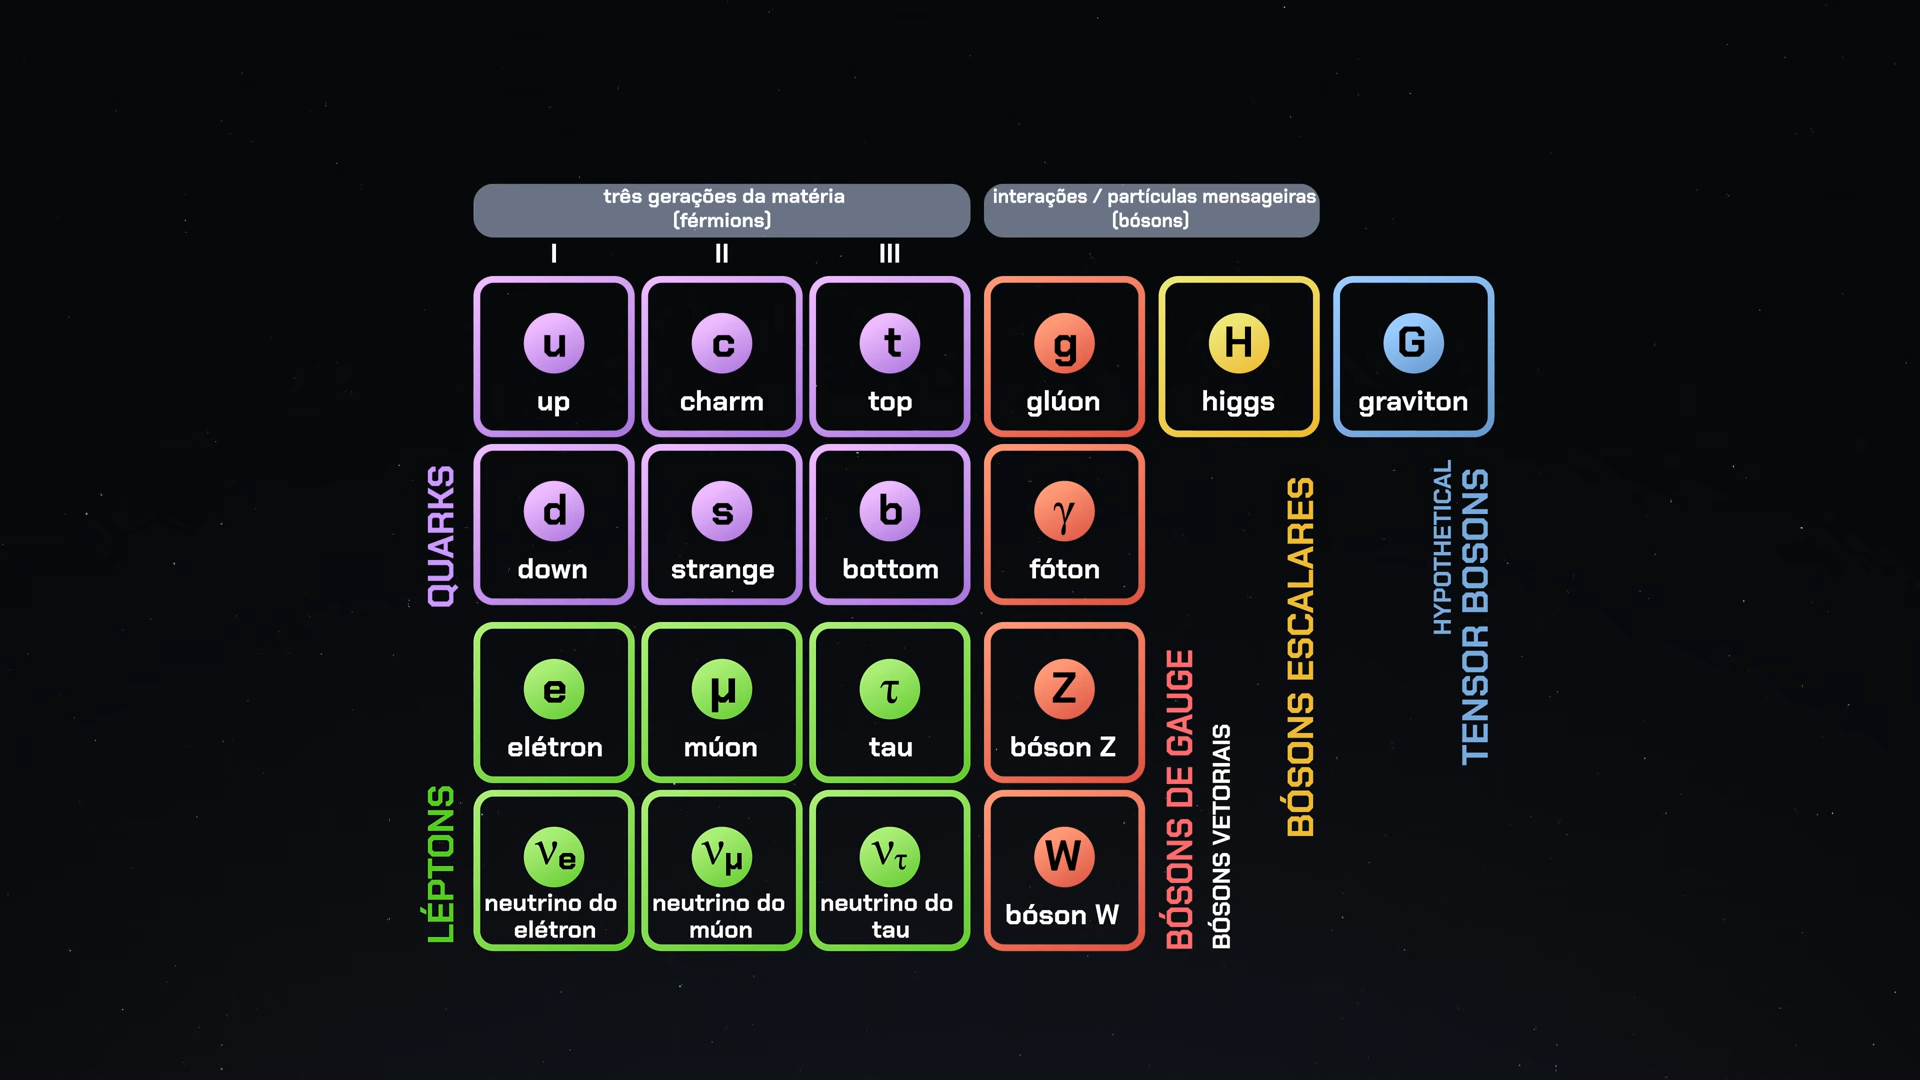 três gerações da matéria
(férmions)
interações / partículas mensageiras
(bósons)
I
II
III
u
up
c
charm
t
top
g
glúon
H
higgs
G
graviton
QUARKS
d
down
s
strange
b
bottom
γ
fóton
LÉPTONS
e
elétron
μ
múon
τ
tau
Z
bóson Z
νe
neutrino do
elétron
νμ
neutrino do
múon
ντ
neutrino do
tau
W
bóson W
BÓSONS DE GAUGE
BÓSONS VETORIAIS
BÓSONS ESCALARES
HYPOTHETICAL
TENSOR BOSONS